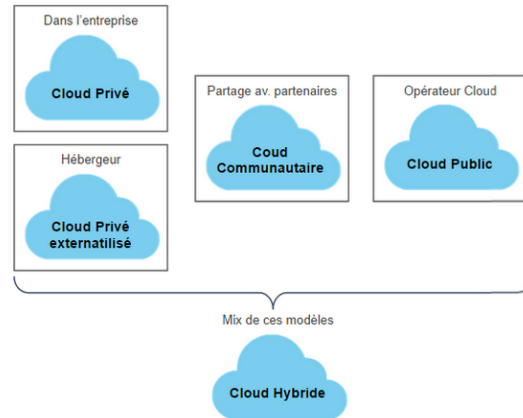 Dans l'entreprise
Cloud Privé
Hébergeur
Cloud Privé
externatilisé
Partage av. partenaires
Coud
Communautaire
Opérateur Cloud
Cloud Public
Mix de ces modèles
Cloud Hybride